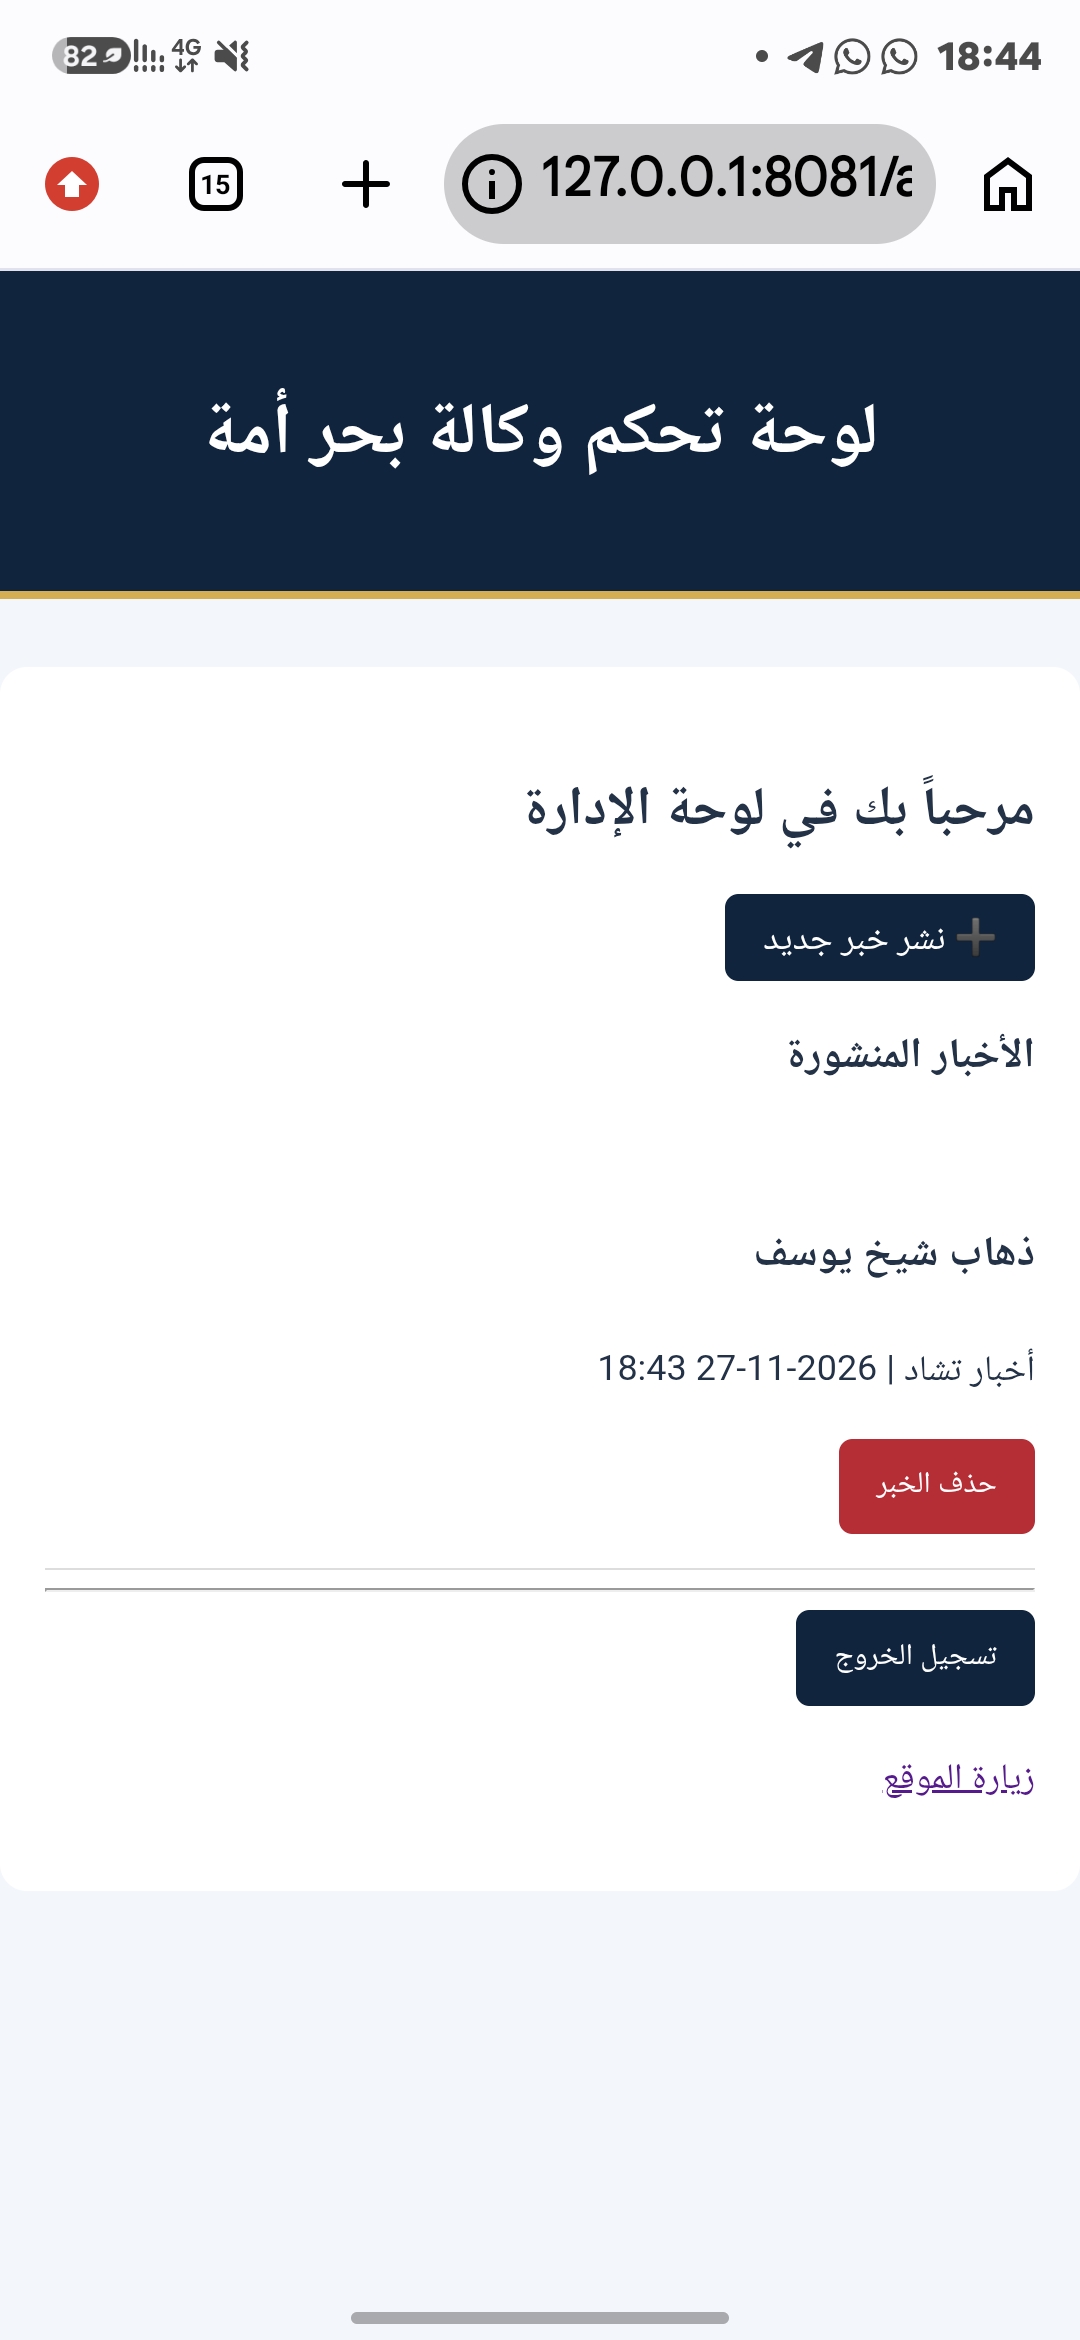 82 4G 18:44
15 127.0.0.1:8081/a
لوحة تحكم وكالة بحر أمة
مرحباً بك في لوحة الإدارة
➕ نشر خبر جديد
الأخبار المنشورة
ذهاب شيخ يوسف
أخبار تشاد | 2026-11-27 18:43
حذف الخبر
تسجيل الخروج
زيارة الموقع